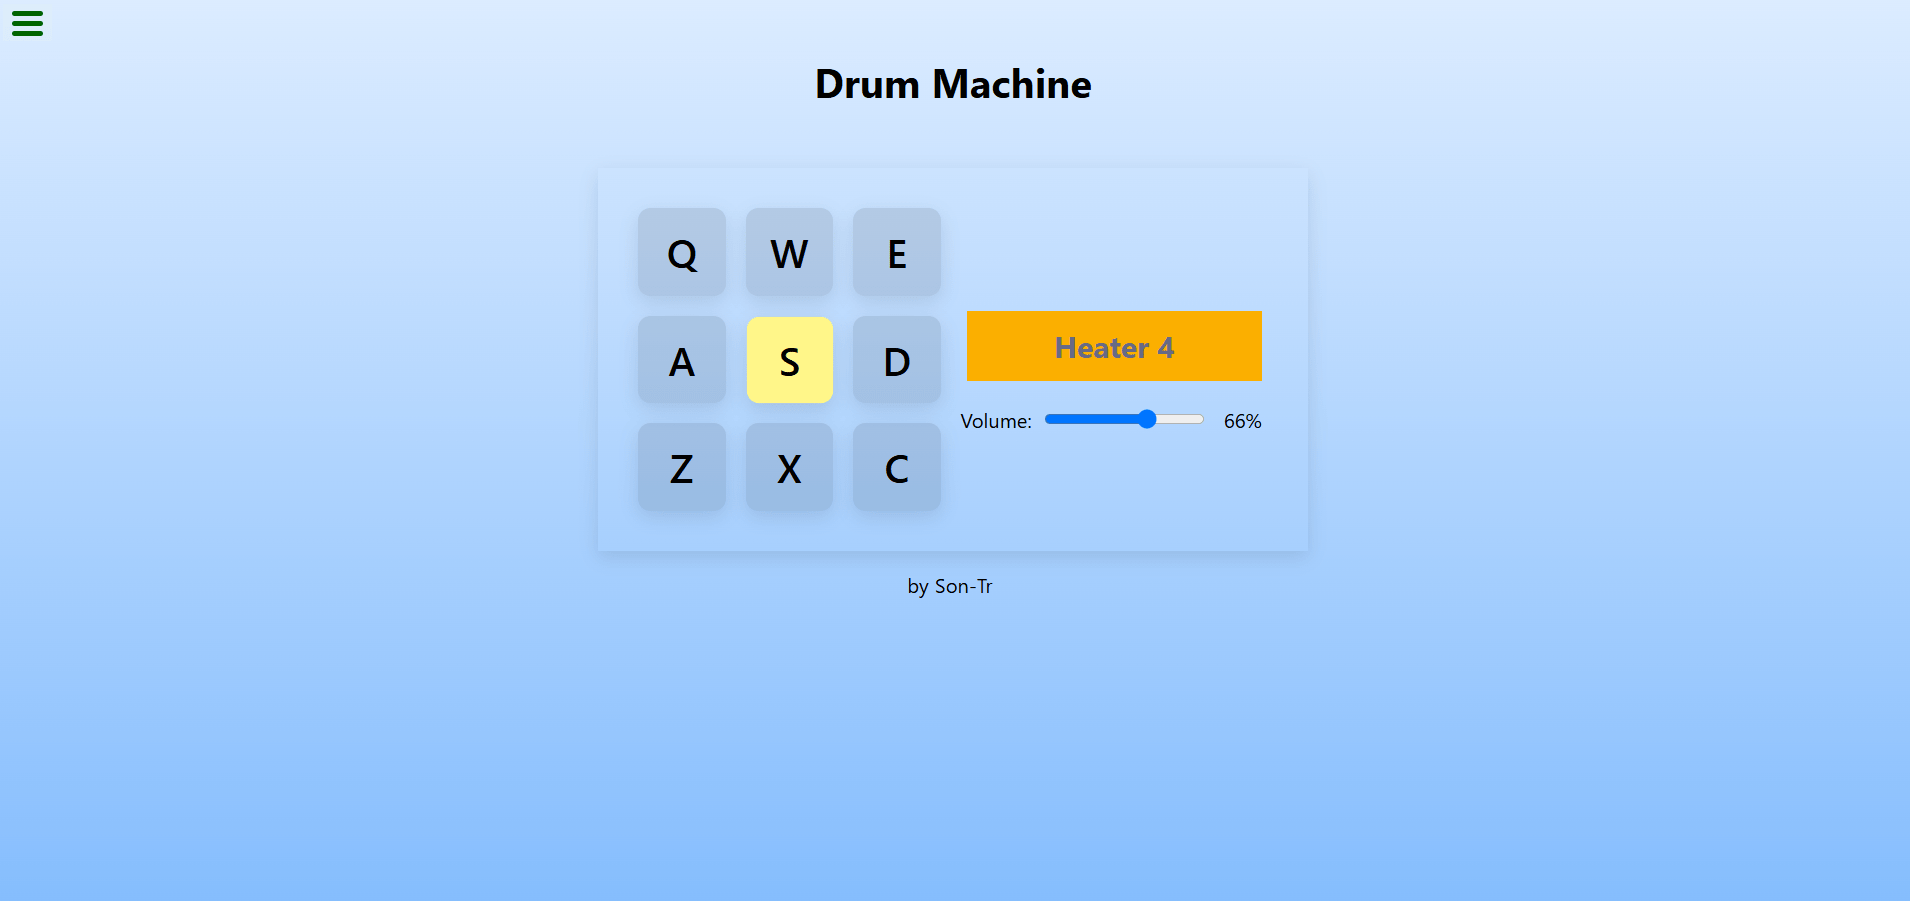 Drum Machine
Q W E
A S D
Z X C
Heater 4
Volume: 66%
by Son-Tr